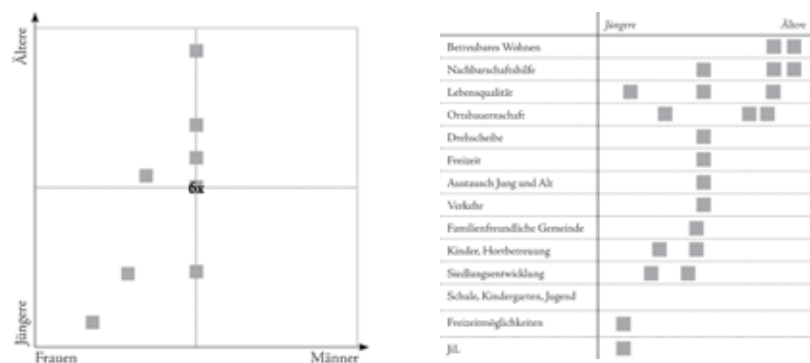 Ältere
6x
Jüngere
Frauen
Männer
Jüngere
Ältere
Betreubares Wohnen
Nachbarschaftshilfe
Lebensqualität
Ortsbauernschaft
Drehscheibe
Freizeit
Austausch Jung und Alt
Verkehr
Familienfreundliche Gemeinde
Kinder, Hortbetreuung
Siedlungsentwicklung
Schule, Kindergarten, Jugend
Freizeitmöglichkeiten